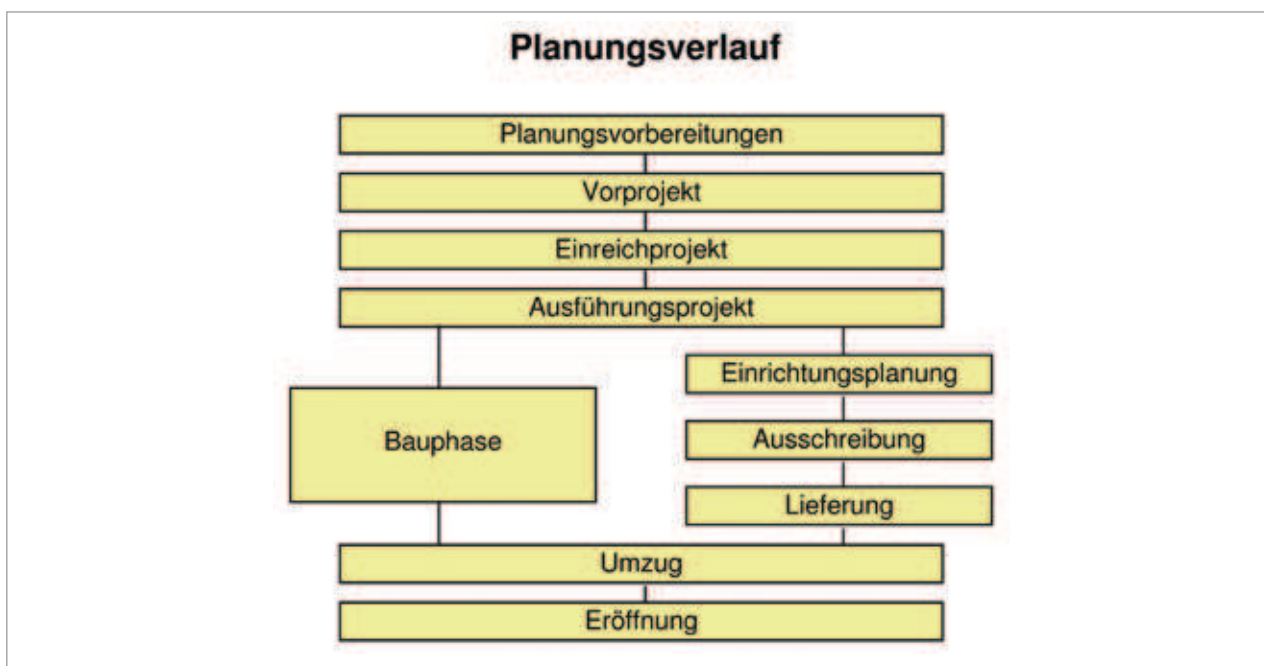 Planungsverlauf
Planungsvorbereitungen
Vorprojekt
Einreichprojekt
Ausführungsprojekt
Bauphase
Einrichtungsplanung
Ausschreibung
Lieferung
Umzug
Eröffnung